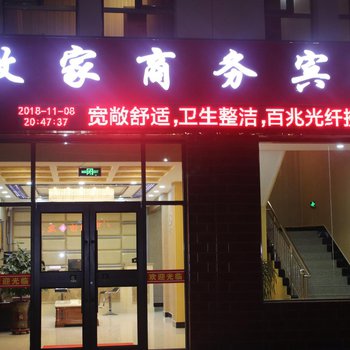 家商务宾
2018-11-08
20:47:37
宽敞舒适,卫生整洁,百兆光纤
欢迎光临
欢迎光临